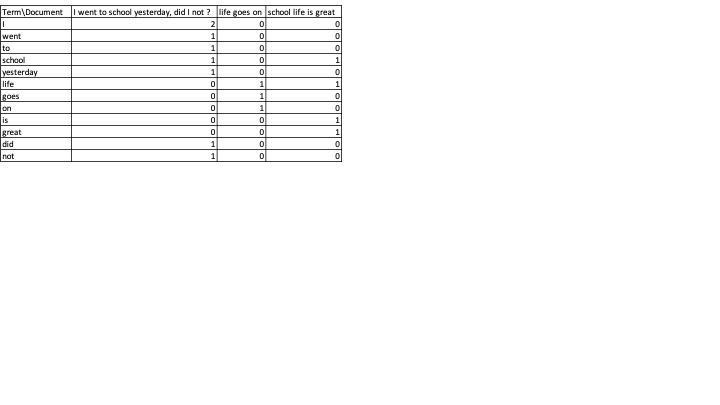 Term\Document I went to school yesterday, did I not ? life goes on school life is great
I 2 0 0
went 1 0 0
to 1 0 0
school 1 0 1
yesterday 1 0 0
life 0 1 1
goes 0 1 0
on 0 1 0
is 0 0 1
great 0 0 1
did 1 0 0
not 1 0 0